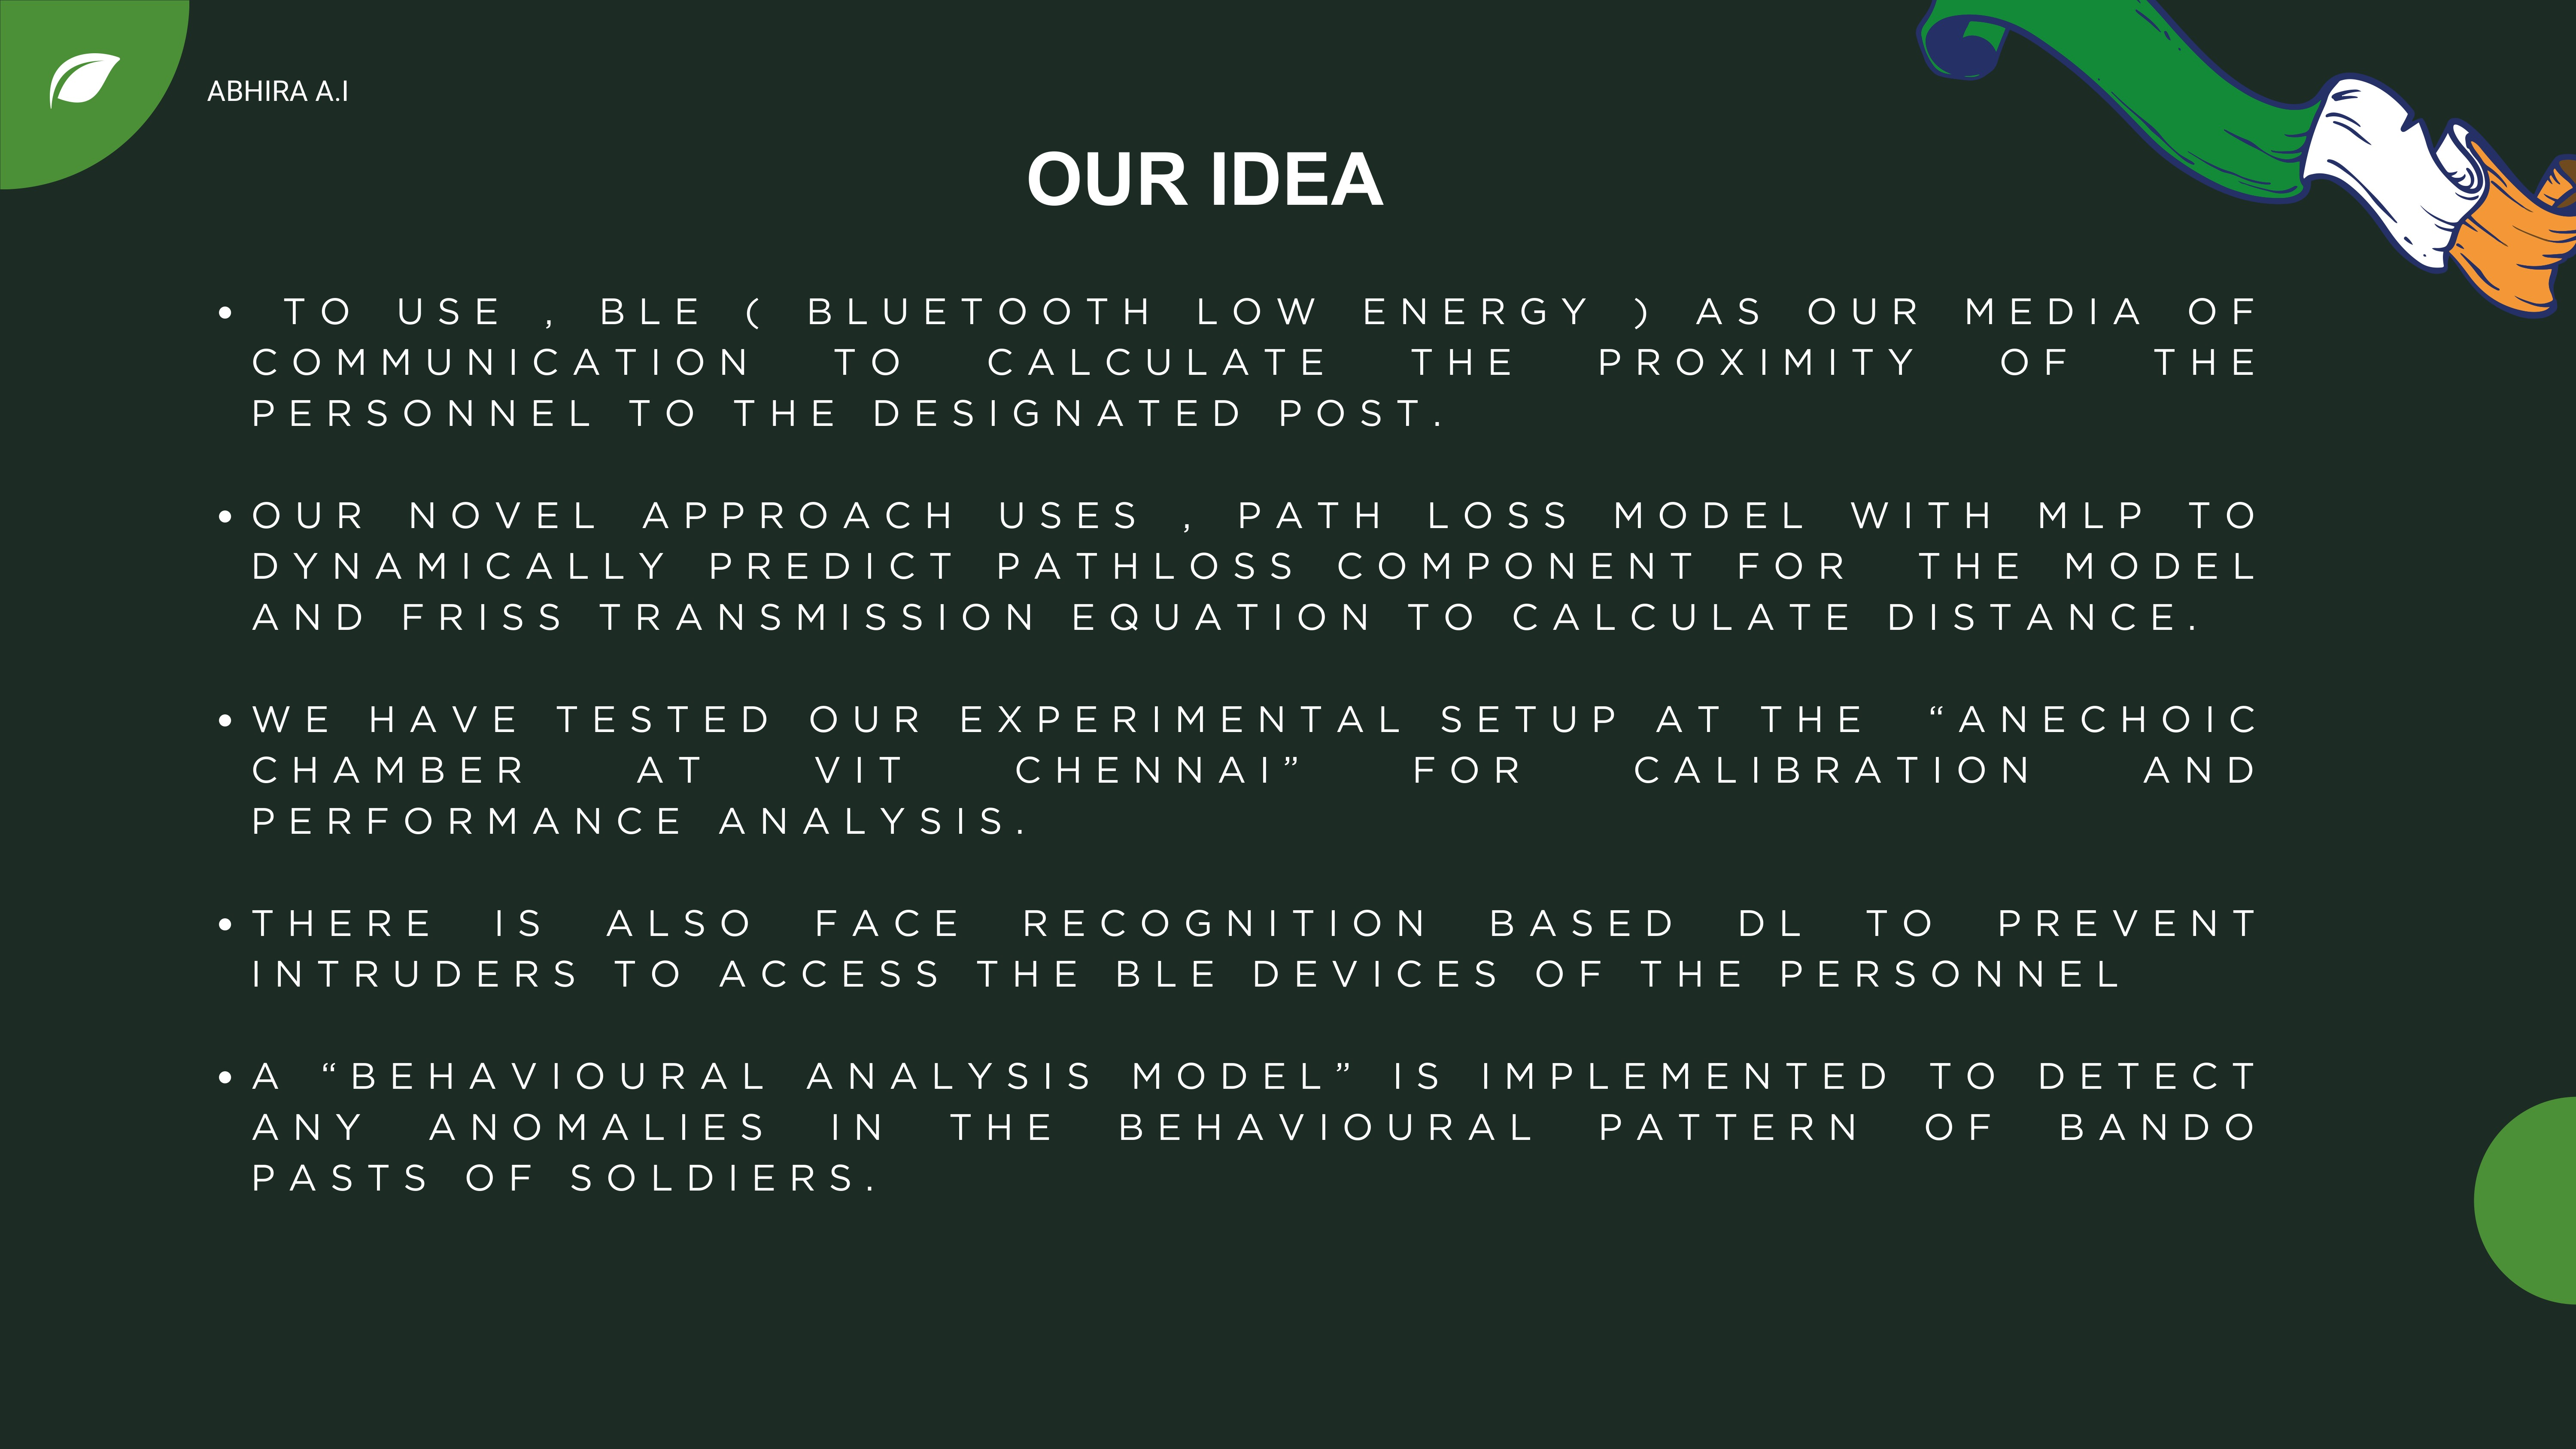 ABHIRA A.I
OUR IDEA
• TO USE , BLE ( BLUETOOTH LOW ENERGY ) AS OUR MEDIA OF
COMMUNICATION TO CALCULATE THE PROXIMITY OF THE
PERSONNEL TO THE DESIGNATED POST.
• OUR NOVEL APPROACH USES , PATH LOSS MODEL WITH MLP TO
DYNAMICALLY PREDICT PATHLOSS COMPONENT FOR THE MODEL
AND FRISS TRANSMISSION EQUATION TO CALCULATE DISTANCE.
• WE HAVE TESTED OUR EXPERIMENTAL SETUP AT THE “ANECHOIC
CHAMBER AT VIT CHENNAI” FOR CALIBRATION AND
PERFORMANCE ANALYSIS.
• THERE IS ALSO FACE RECOGNITION BASED DL TO PREVENT
INTRUDERS TO ACCESS THE BLE DEVICES OF THE PERSONNEL
• A “BEHAVIOURAL ANALYSIS MODEL” IS IMPLEMENTED TO DETECT
ANY ANOMALIES IN THE BEHAVIOURAL PATTERN OF BANDO
PASTS OF SOLDIERS.